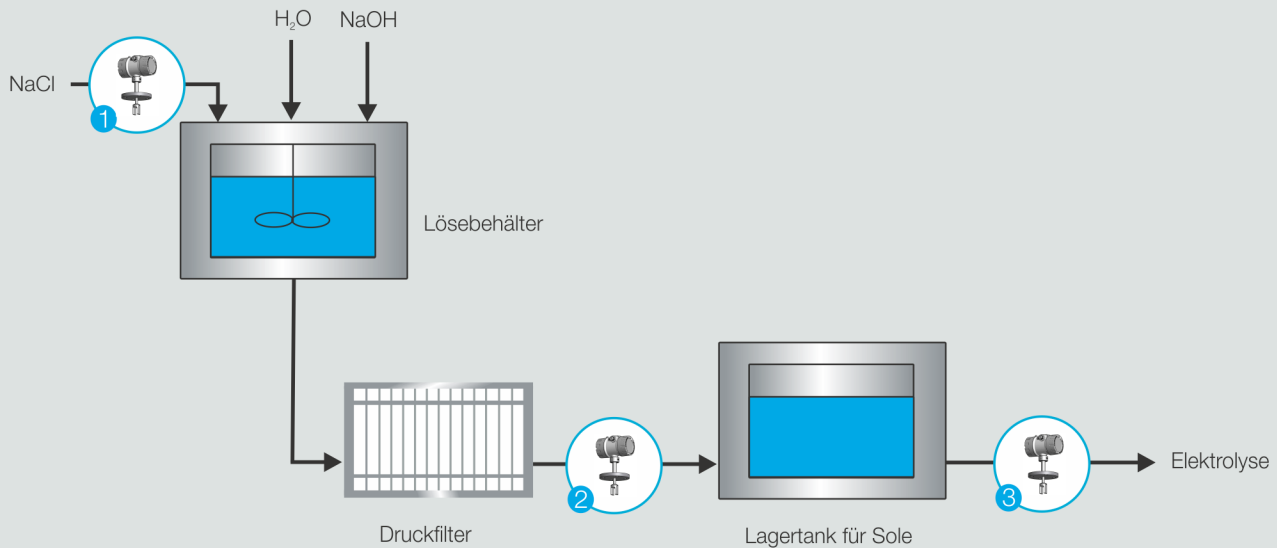 H₂O
NaOH
NaCl
1
Lösebehälter
2
3
Elektrolyse
Druckfilter
Lagertank für Sole